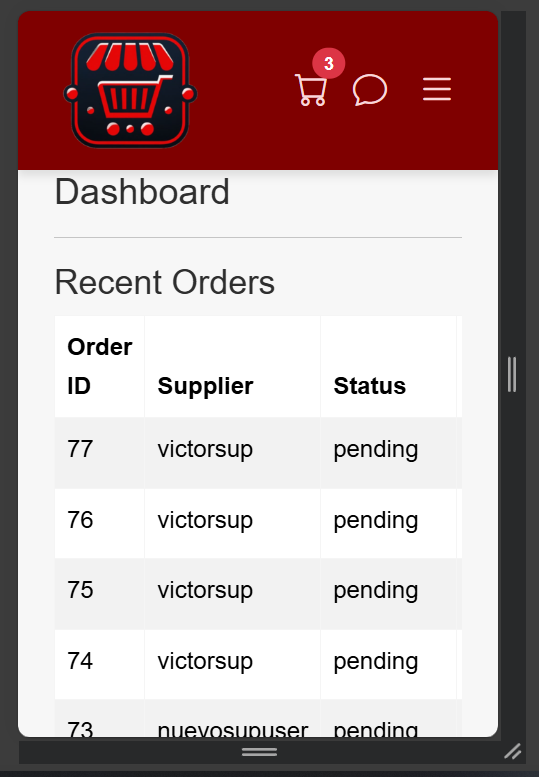 3
Dashboard
Recent Orders
Order
ID Supplier Status
77 victorsup pending
76 victorsup pending
75 victorsup pending
74 victorsup pending
73 nuevosupuser pending